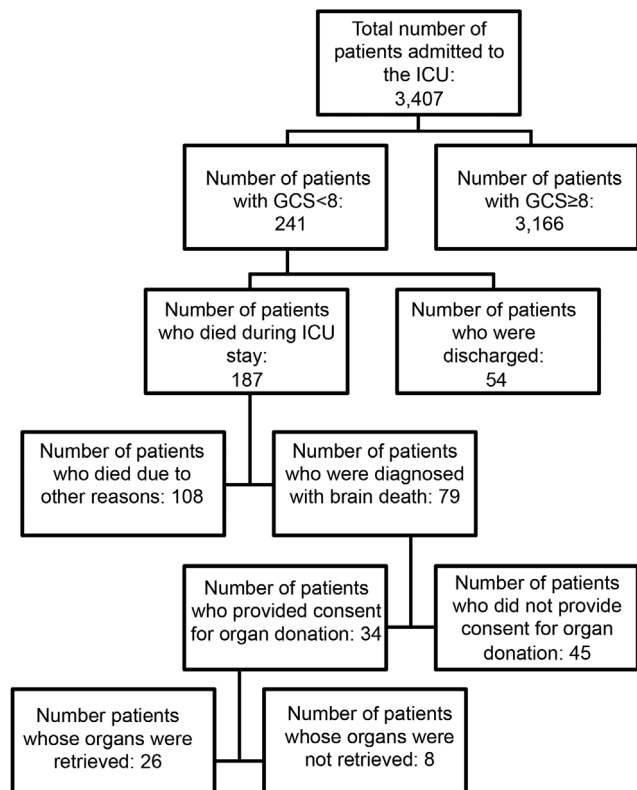 Total number of
patients admitted to
the ICU:
3,407
Number of patients
with GCS<8:
241
Number of patients
with GCS≥8:
3,166
Number of patients
who died during ICU
stay:
187
Number of patients
who were
discharged:
54
Number of patients
who died due to
other reasons: 108
Number of patients
who were diagnosed
with brain death: 79
Number of patients
who provided consent
for organ donation: 34
Number of patients
who did not provide
consent for organ
donation: 45
Number patients
whose organs were
retrieved: 26
Number of patients
whose organs were
not retrieved: 8